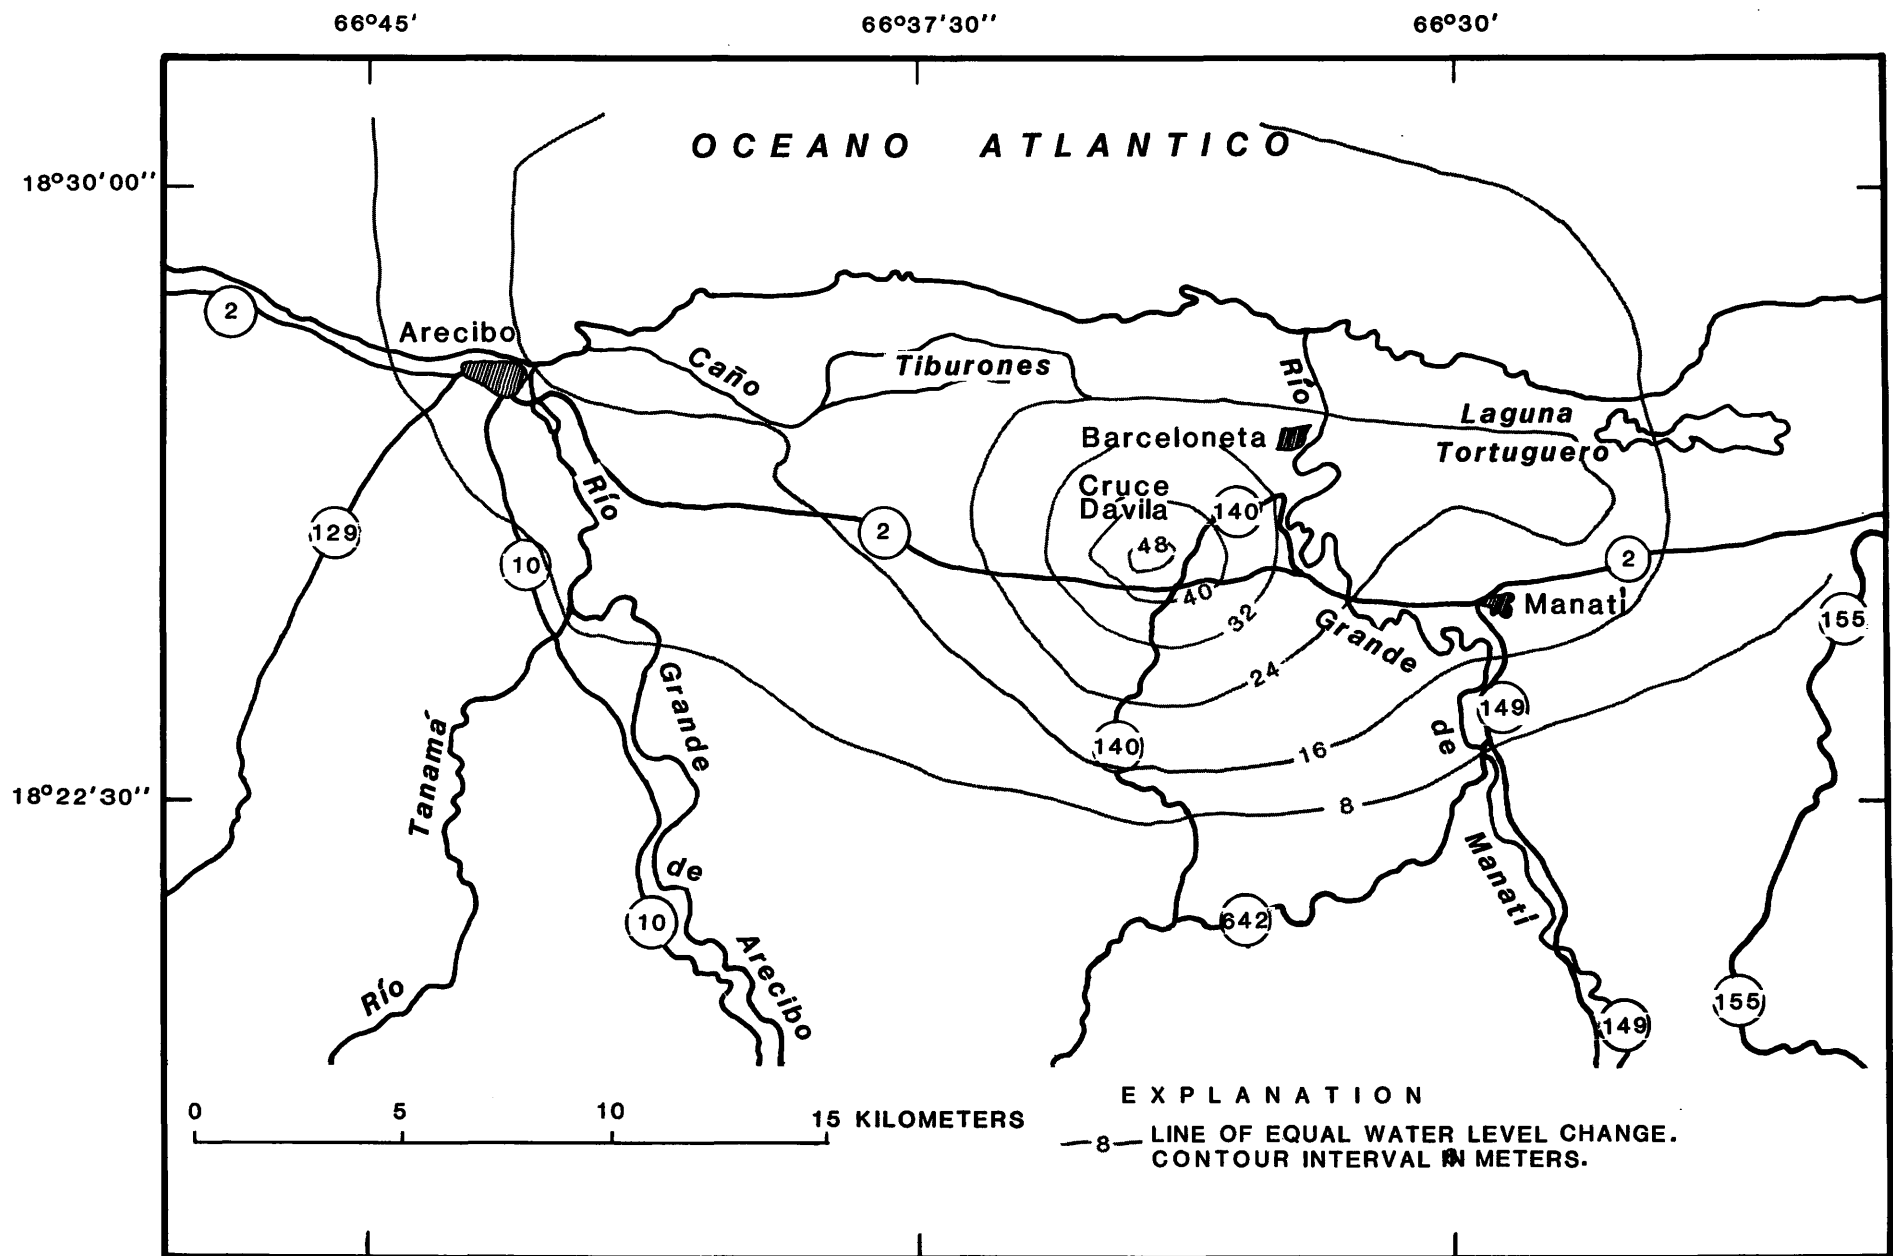 66°45' 66°37'30" 66°30'
OCEANO ATLANTICO
18°30'00"
2
Arecibo
Caño
Tiburones
Río
Laguna
Tortuguero
Barceloneta
Cruce
Dávila
140
48
Río
129
2
2
10
40
Manatí
32
Grande
155
24
Grande
149
140
de
16
Tanamá
18°22'30"
8
Manatí
de
10
642
Arecibo
Río
155
149
EXPLANATION
0 5 10 15 KILOMETERS
8 LINE OF EQUAL WATER LEVEL CHANGE.
CONTOUR INTERVAL IN METERS.